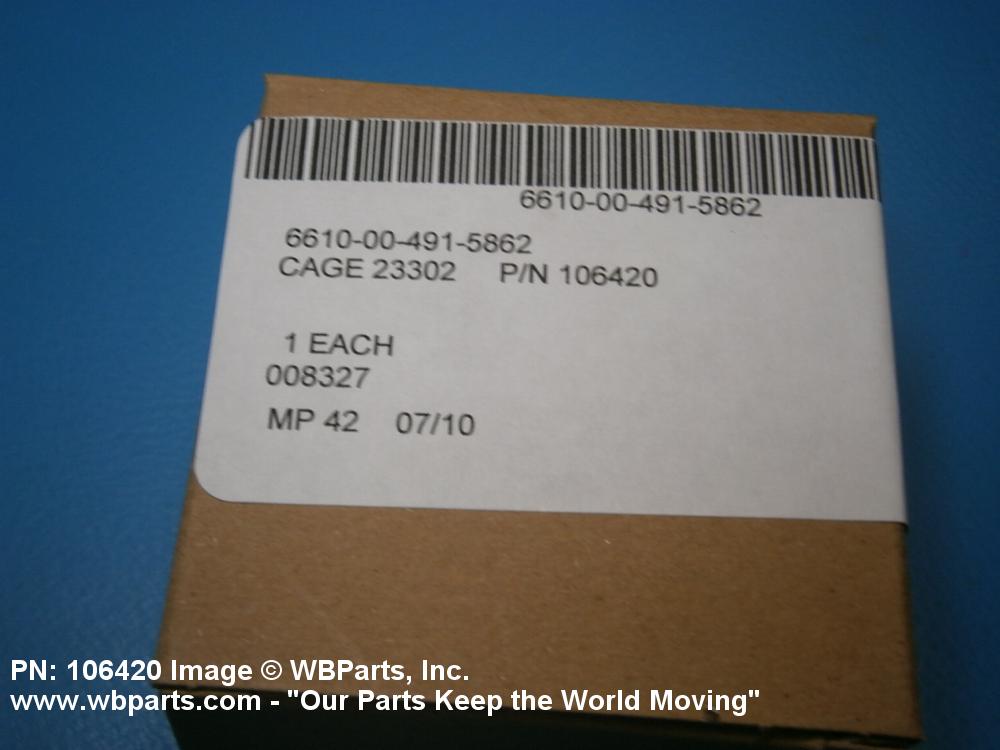 6610-00-491-5862
6610-00-491-5862
CAGE 23302 P/N 106420
1 EACH
008327
MP 42 07/10
PN: 106420 Image © WBParts, Inc.
www.wbparts.com - "Our Parts Keep the World Moving"